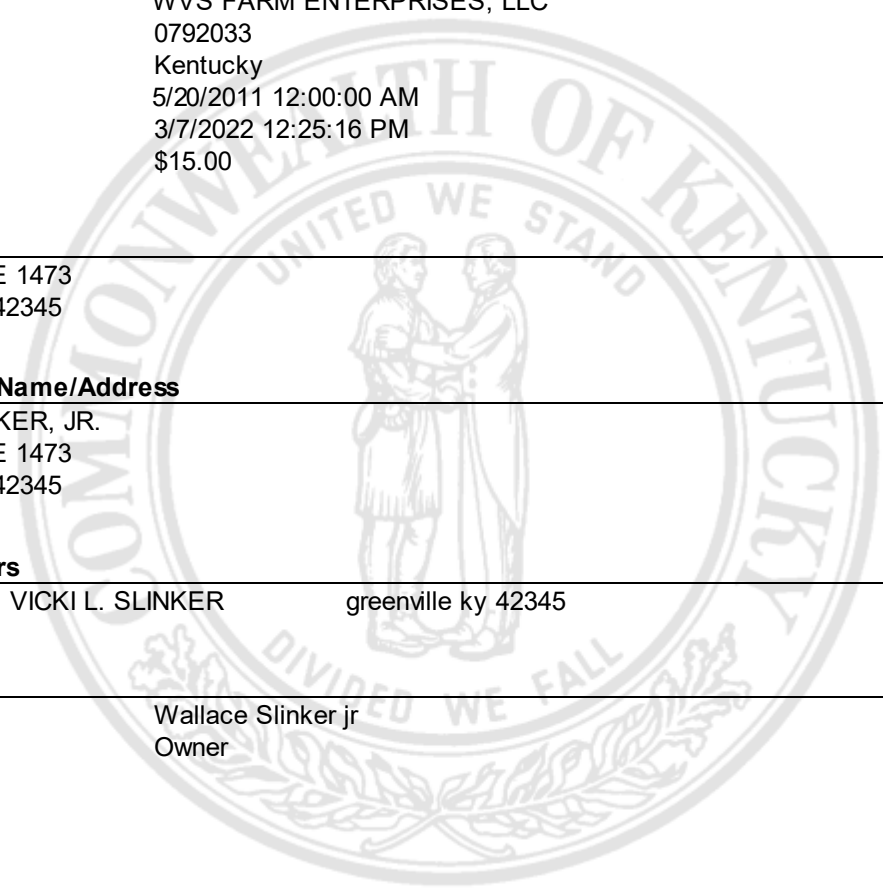 WVS FARM ENTERPRISES, LLC
0792033
Kentucky
5/20/2011 12:00:00 AM
3/7/2022 12:25:16 PM
$15.00
COMMONWEALTH OF KENTUCKY
UNITED WE STAND
E 1473
42345
Name/Address
KER, JR.
E 1473
42345
rs
VICKI L. SLINKER greenville ky 42345
DIVIDED WE FALL
Wallace Slinker jr
Owner